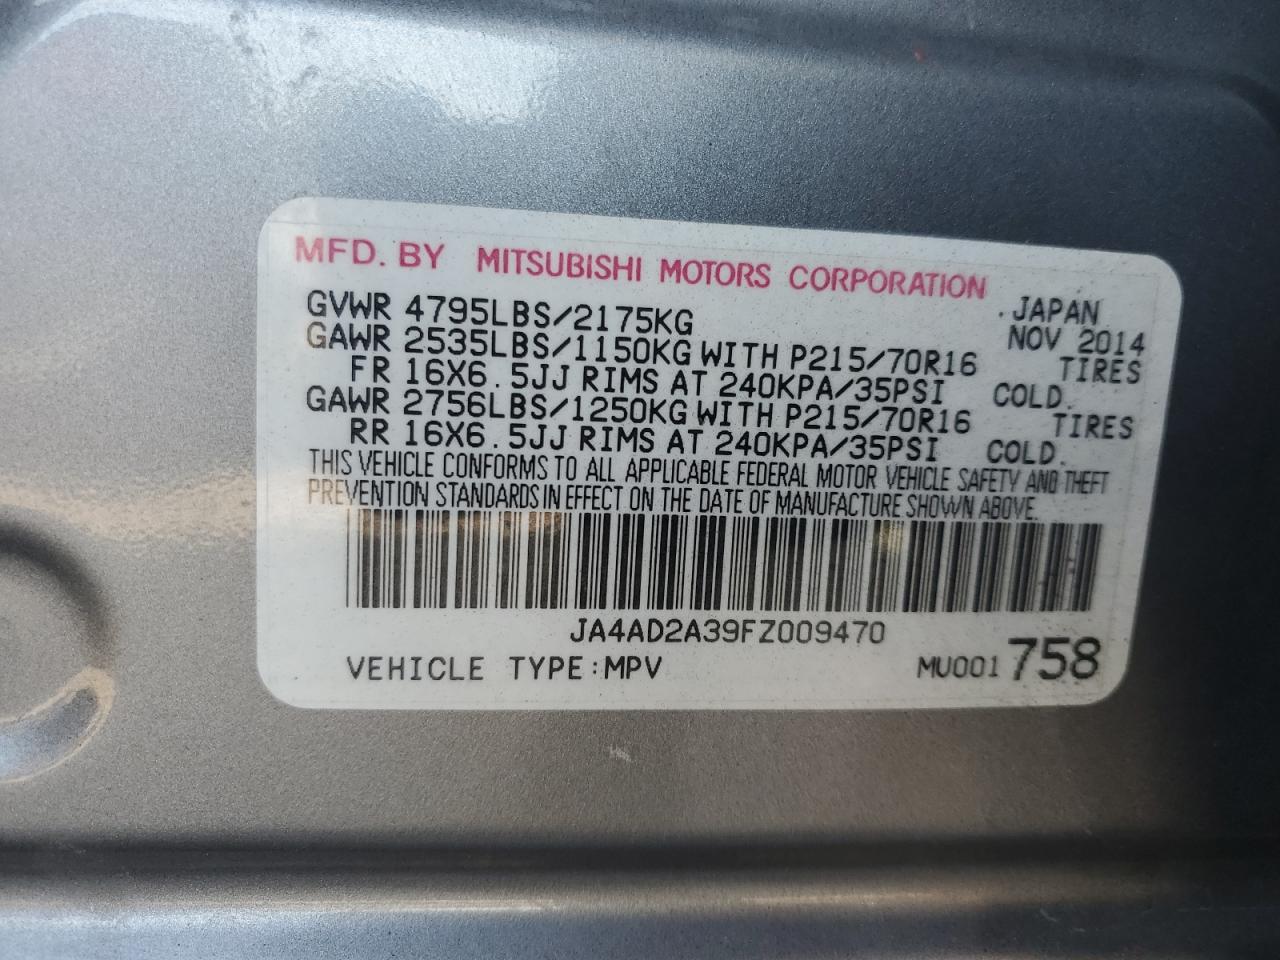 MFD. BY MITSUBISHI MOTORS CORPORATION
GVWR 4795LBS/2175KG .JAPAN NOV 2014
GAWR 2535LBS/1150KG WITH P215/70R16 TIRES
FR 16X6.5JJ RIMS AT 240KPA/35PSI COLD.
GAWR 2756LBS/1250KG WITH P215/70R16 TIRES
RR 16X6.5JJ RIMS AT 240KPA/35PSI COLD.
THIS VEHICLE CONFORMS TO ALL APPLICABLE FEDERAL MOTOR VEHICLE SAFETY AND THEFT
PREVENTION STANDARDS IN EFFECT ON THE DATE OF MANUFACTURE SHOWN ABOVE.
JA4AD2A39FZ009470
VEHICLE TYPE:MPV MU001 758